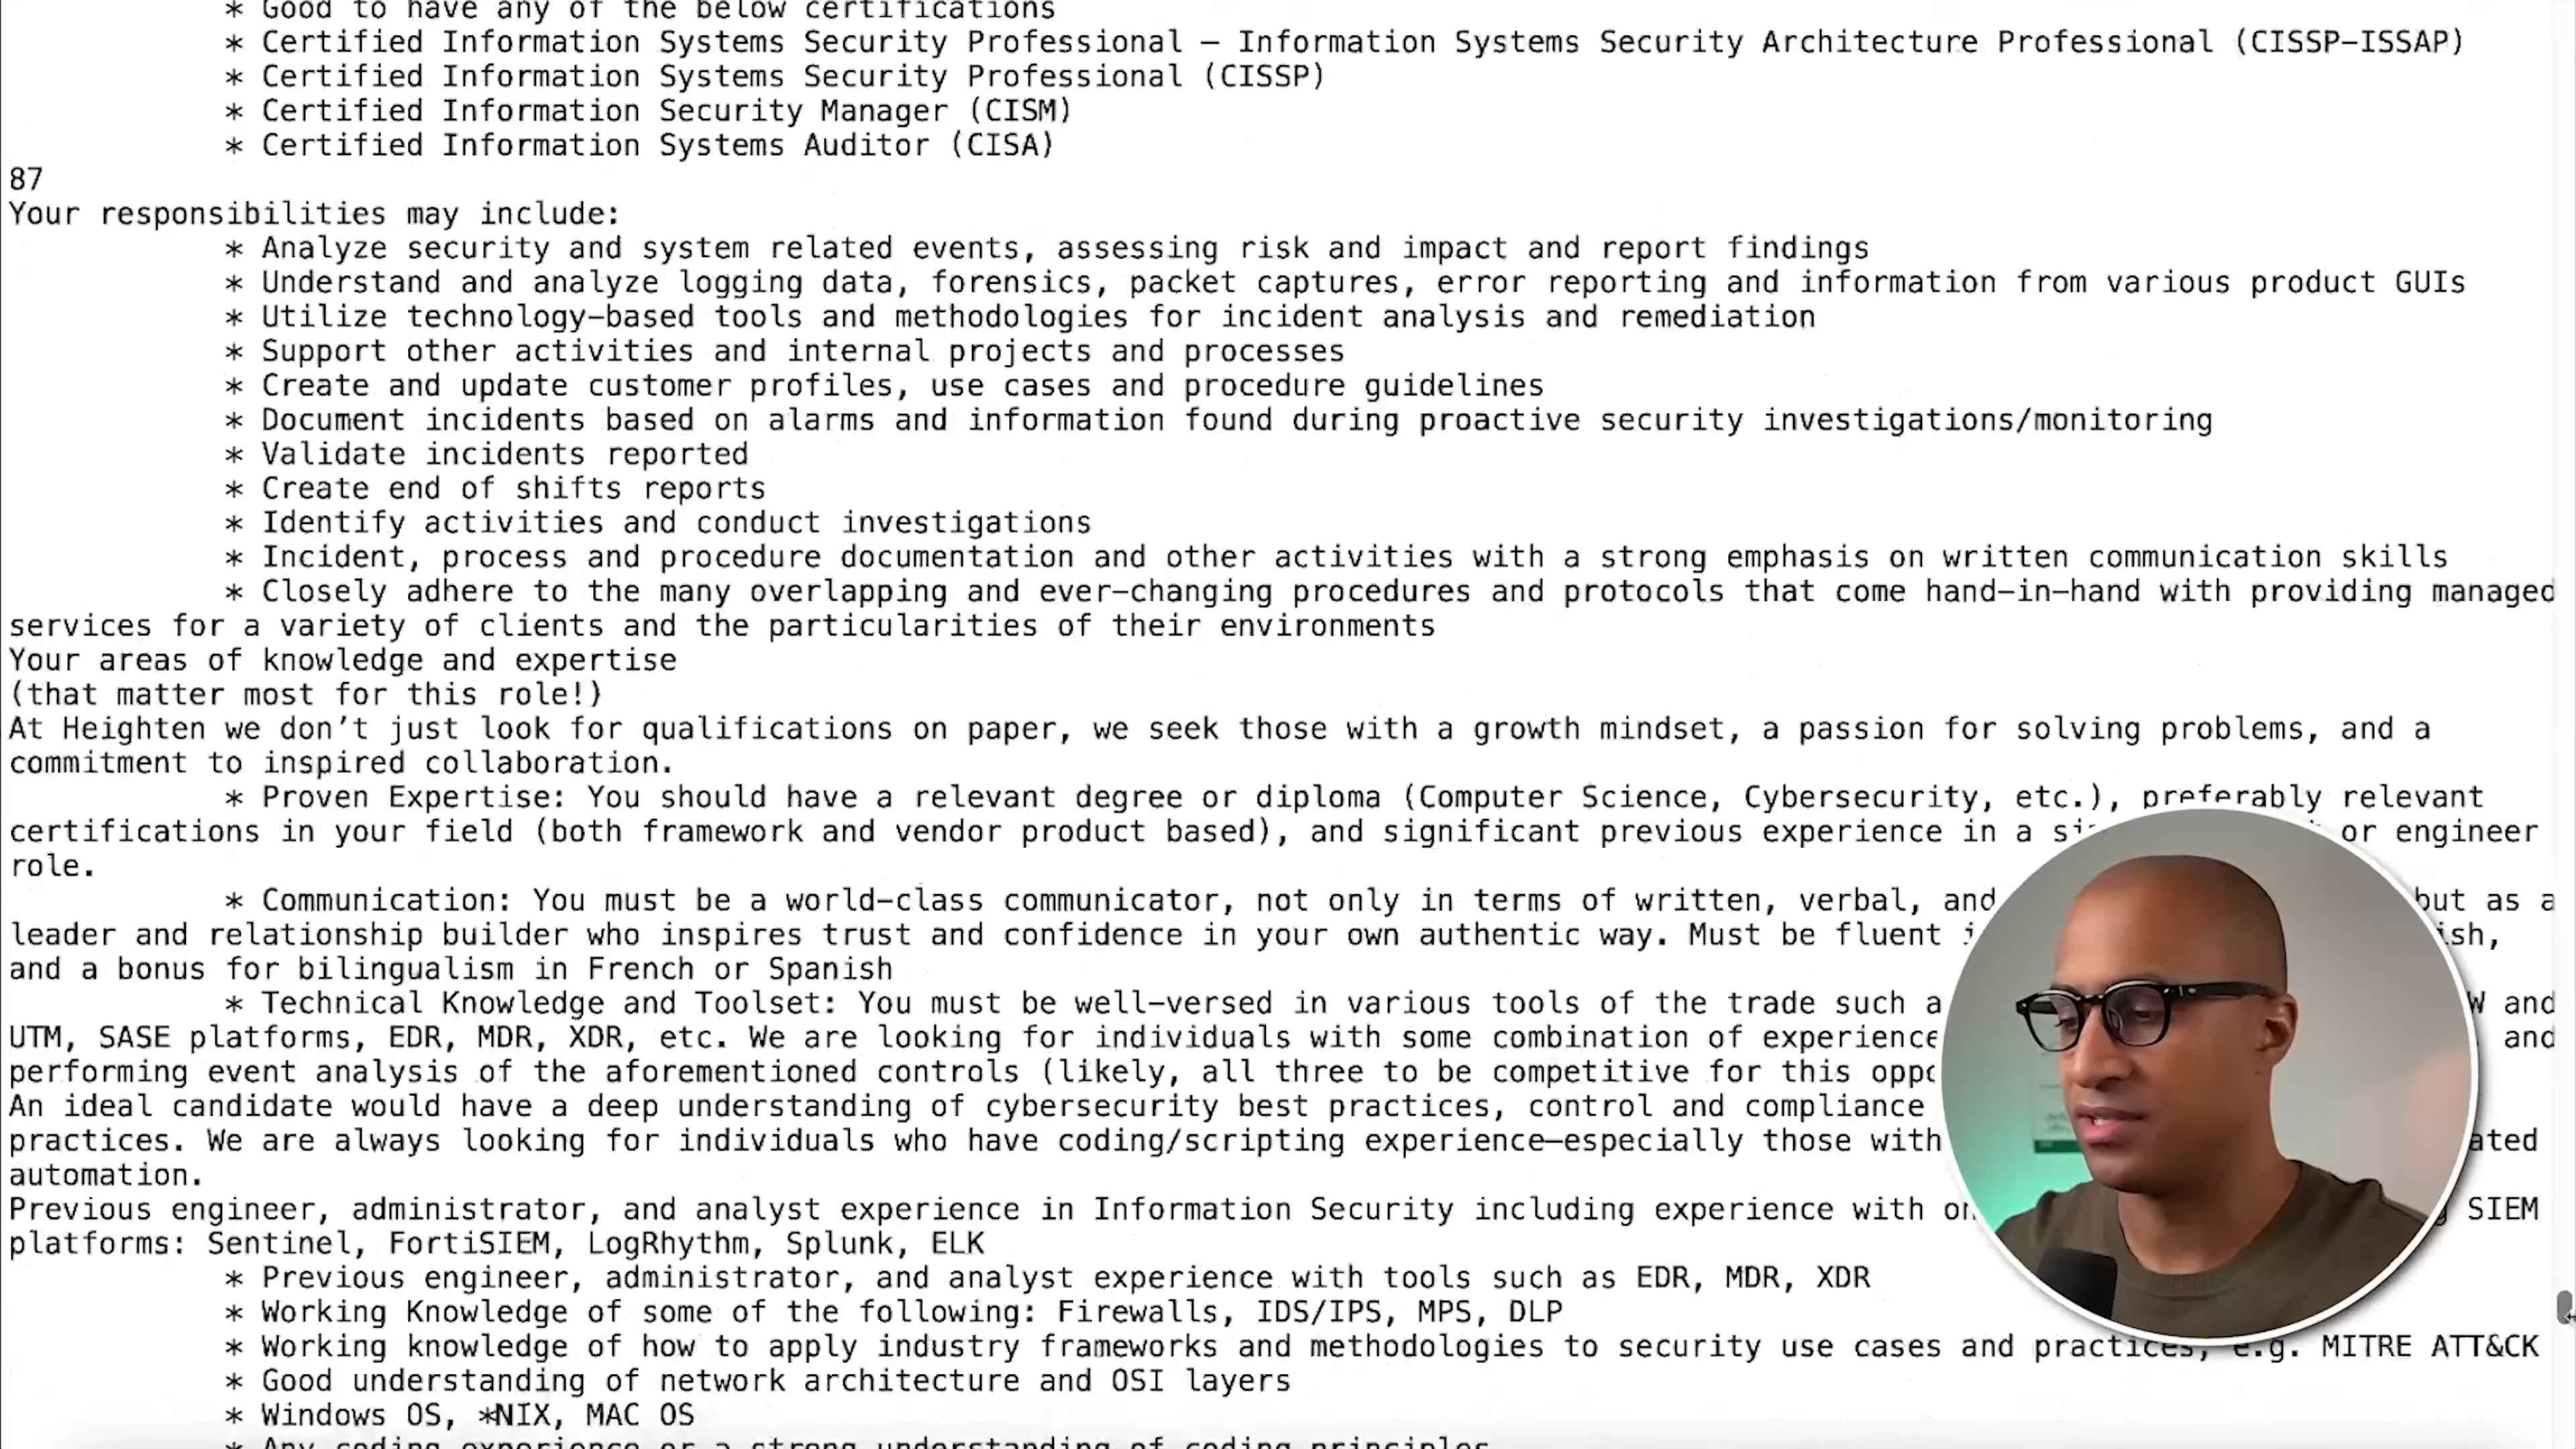 * Good to have any of the below certifications
* Certified Information Systems Security Professional – Information Systems Security Architecture Professional (CISSP-ISSAP)
* Certified Information Systems Security Professional (CISSP)
* Certified Information Security Manager (CISM)
* Certified Information Systems Auditor (CISA)
87
Your responsibilities may include:
* Analyze security and system related events, assessing risk and impact and report findings
* Understand and analyze logging data, forensics, packet captures, error reporting and information from various product GUIs
* Utilize technology-based tools and methodologies for incident analysis and remediation
* Support other activities and internal projects and processes
* Create and update customer profiles, use cases and procedure guidelines
* Document incidents based on alarms and information found during proactive security investigations/monitoring
* Validate incidents reported
* Create end of shifts reports
* Identify activities and conduct investigations
* Incident, process and procedure documentation and other activities with a strong emphasis on written communication skills
* Closely adhere to the many overlapping and ever-changing procedures and protocols that come hand-in-hand with providing managed
services for a variety of clients and the particularities of their environments
Your areas of knowledge and expertise
(that matter most for this role!)
At Heighten we don't just look for qualifications on paper, we seek those with a growth mindset, a passion for solving problems, and a
commitment to inspired collaboration.
* Proven Expertise: You should have a relevant degree or diploma (Computer Science, Cybersecurity, etc.), preferably relevant
certifications in your field (both framework and vendor product based), and significant previous experience in a or engineer
role.
* Communication: You must be a world-class communicator, not only in terms of written, verbal, and but as a
leader and relationship builder who inspires trust and confidence in your own authentic way. Must be fluent
and a bonus for bilingualism in French or Spanish
* Technical Knowledge and Toolset: You must be well-versed in various tools of the trade such and
UTM, SASE platforms, EDR, MDR, XDR, etc. We are looking for individuals with some combination of experience and
performing event analysis of the aforementioned controls (likely, all three to be competitive for this
An ideal candidate would have a deep understanding of cybersecurity best practices, control and compliance
practices. We are always looking for individuals who have coding/scripting experience—especially those with
automation.
Previous engineer, administrator, and analyst experience in Information Security including experience with SIEM
platforms: Sentinel, FortiSIEM, LogRhythm, Splunk, ELK
* Previous engineer, administrator, and analyst experience with tools such as EDR, MDR, XDR
* Working Knowledge of some of the following: Firewalls, IDS/IPS, MPS, DLP
* Working knowledge of how to apply industry frameworks and methodologies to security use cases and practices, e.g. MITRE ATT&CK
* Good understanding of network architecture and OSI layers
* Windows OS, *NIX, MAC OS
* Any coding experience or a strong understanding of coding principles